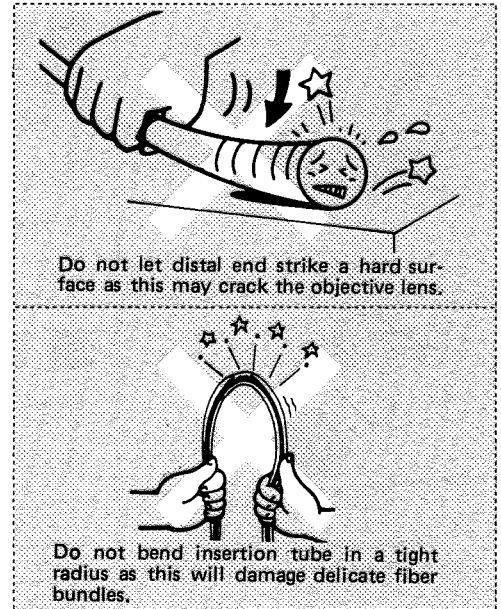 Do not let distal end strike a hard sur-
face as this may crack the objective lens.
Do not bend insertion tube in a tight
radius as this will damage delicate fiber
bundles.